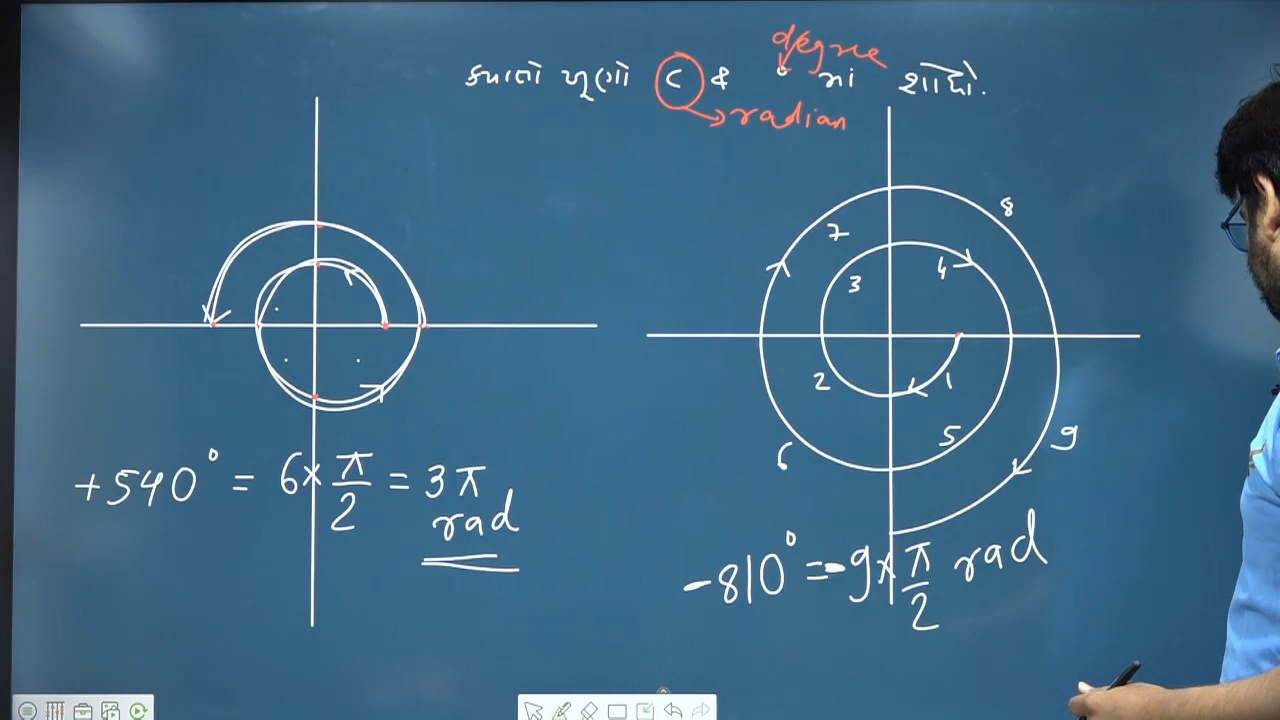 degree
ક્યાતો ખૂણો c & ° માં શોધો.
radian
7
8
3
4
2
1
6
5
9
+540° = 6 × π/2 = 3π
rad
-810° = -9 × π/2 rad